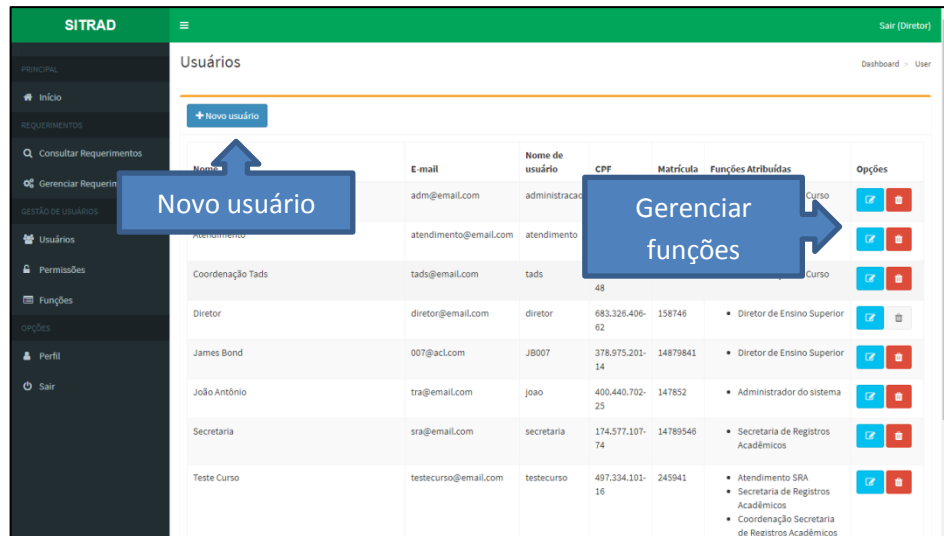 SITRAD
Sair (Diretor)
Usuários
Dashboard > User
PRINCIPAL
Início
REQUERIMENTOS
Consultar Requerimentos
Gerenciar Requerim
GESTÃO DE USUÁRIOS
Usuários
Permissões
Funções
OPÇÕES
Perfil
Sair
+ Novo usuário
Nome E-mail Nome de usuário CPF Matrícula Funções Atribuídas Opções
adm@email.com administracao Curso
Atendimento atendimento@email.com atendimento
Coordenação Tads tads@email.com tads 48 Curso
Diretor diretor@email.com diretor 683.326.406-62 158746 • Diretor de Ensino Superior
James Bond 007@acl.com JB007 378.975.201-14 14879841 • Diretor de Ensino Superior
João Antônio tra@email.com joao 400.440.702-25 147852 • Administrador do sistema
Secretaria sra@email.com secretaria 174.577.107-74 14789546 • Secretaria de Registros Acadêmicos
Teste Curso testecurso@email.com testecurso 497.334.101-16 245941 • Atendimento SRA
• Secretaria de Registros Acadêmicos
• Coordenação Secretaria de Registros Acadêmicos
Novo usuário
Gerenciar
funções